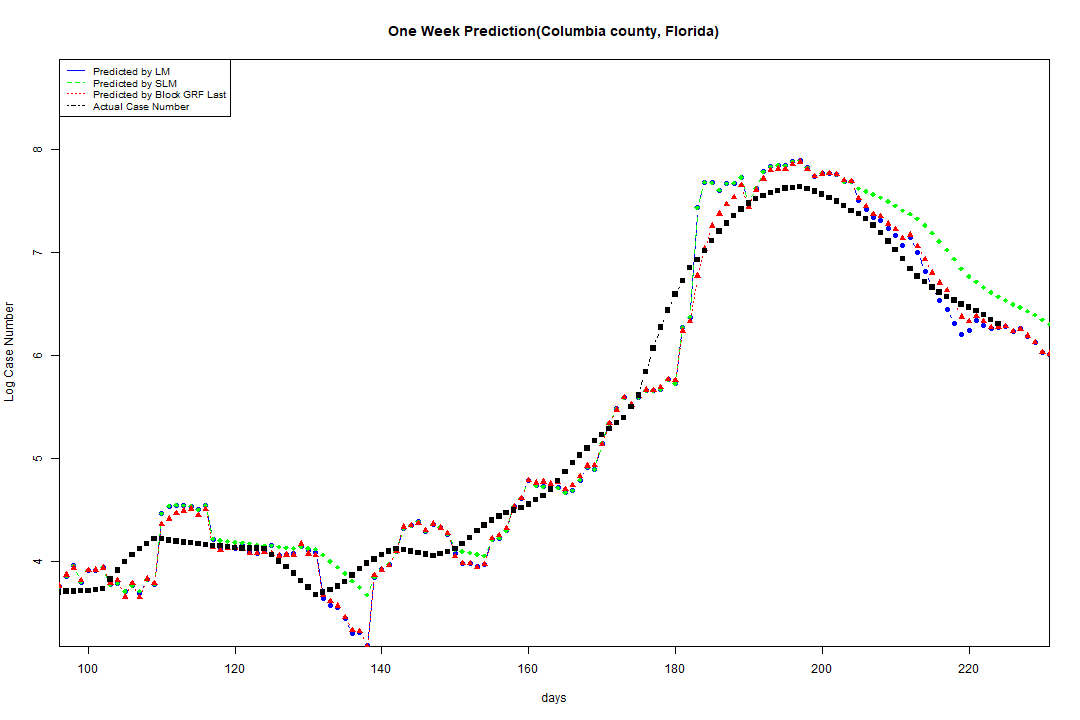 One Week Prediction(Columbia county, Florida)
Predicted by LM
Predicted by SLM
Predicted by Block GRF Last
Actual Case Number
8
7
6
5
4
Log Case Number
100 120 140 160 180 200 220
days